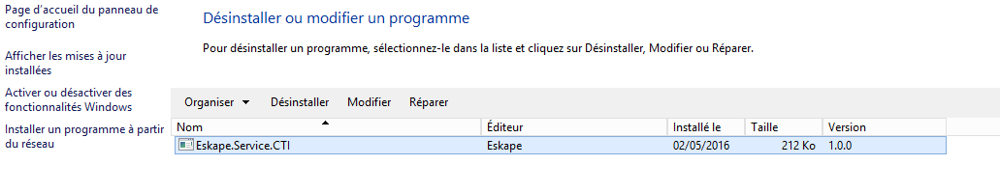 Page d'accueil du panneau de
configuration
Afficher les mises à jour
installées
Activer ou désactiver des
fonctionnalités Windows
Installer un programme à partir
du réseau
Désinstaller ou modifier un programme
Pour désinstaller un programme, sélectionnez-le dans la liste et cliquez sur Désinstaller, Modifier ou Réparer.
Organiser Désinstaller Modifier Réparer
Nom Éditeur Installé le Taille Version
Eskape.Service.CTI Eskape 02/05/2016 212 Ko 1.0.0